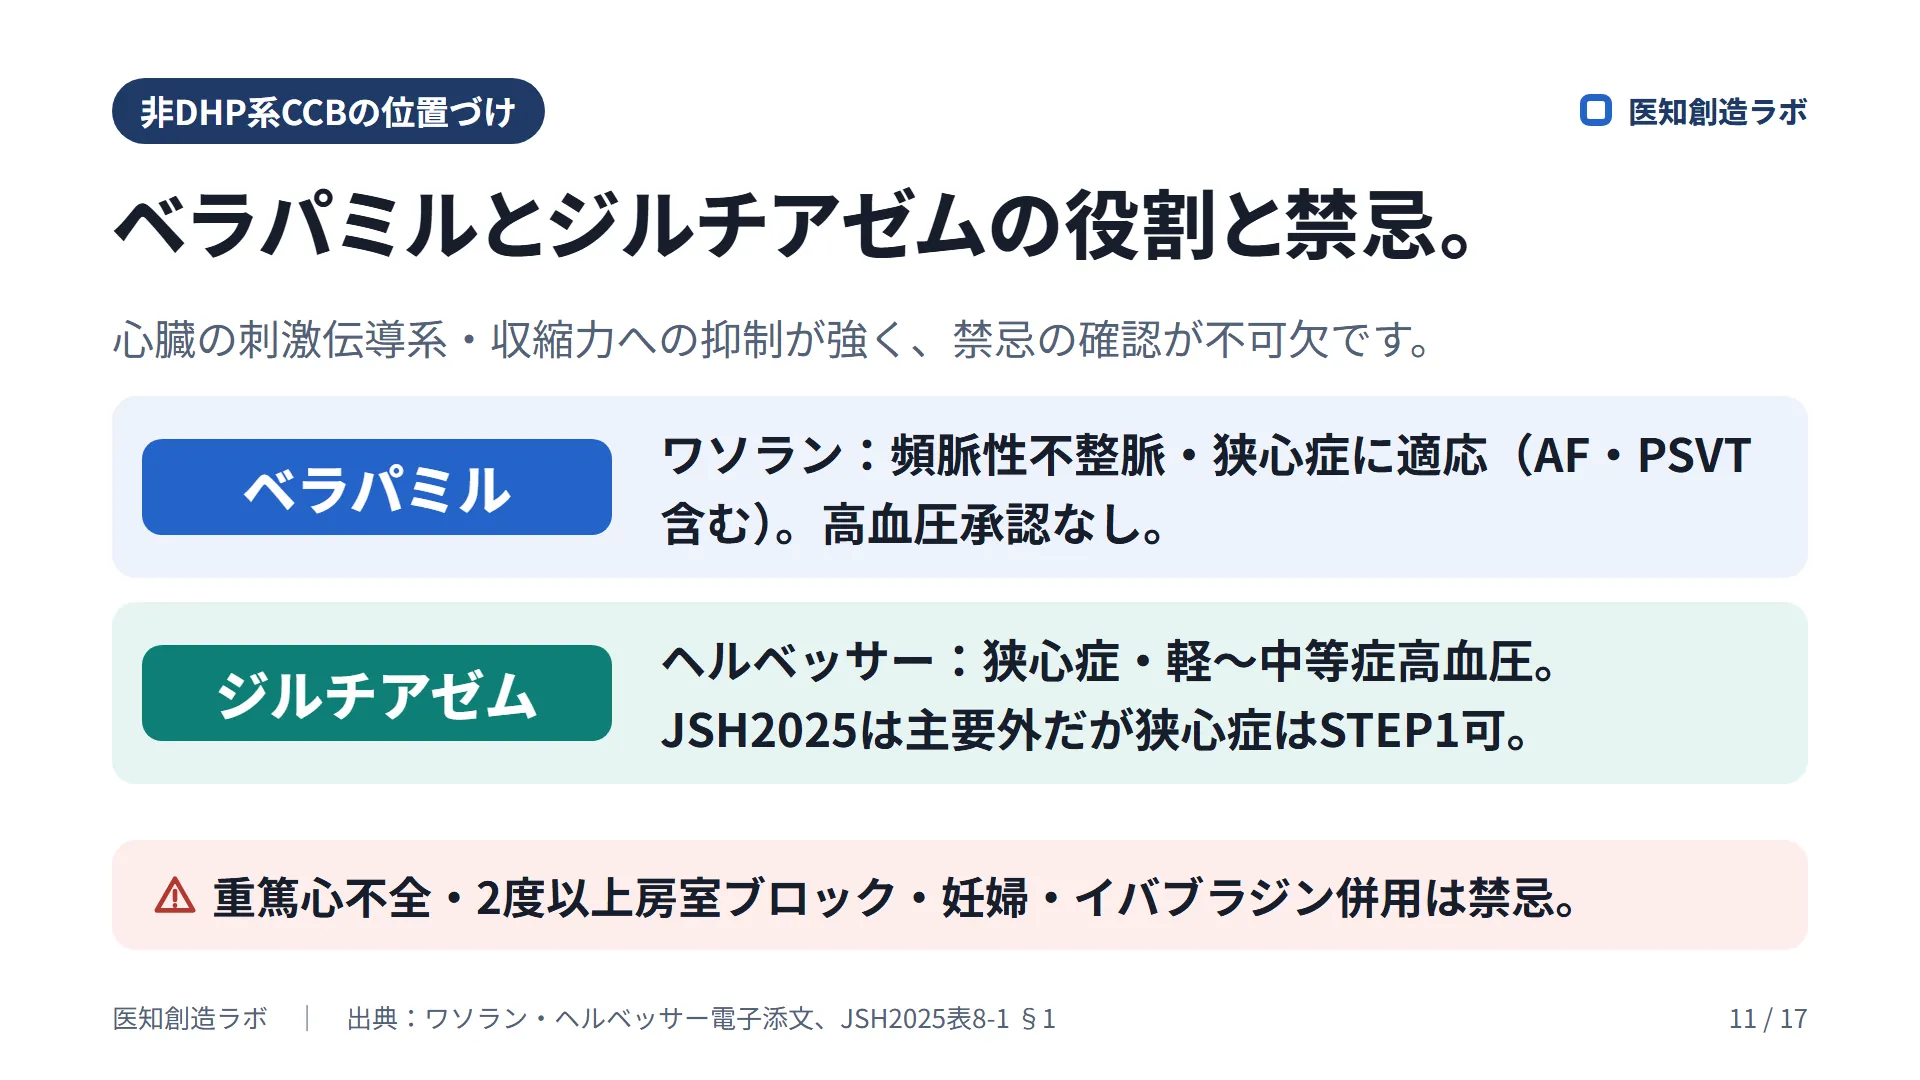 非DHP系CCBの位置づけ
医知創造ラボ
ベラパミルとジルチアゼムの役割と禁忌。
心臓の刺激伝導系・収縮力への抑制が強く、禁忌の確認が不可欠です。
ベラパミル
ワソラン：頻脈性不整脈・狭心症に適応（AF・PSVT
含む）。高血圧承認なし。
ジルチアゼム
ヘルベッサー：狭心症・軽〜中等症高血圧。
JSH2025は主要外だが狭心症はSTEP1可。
重篤心不全・2度以上房室ブロック・妊婦・イバブラジン併用は禁忌。
医知創造ラボ ｜ 出典：ワソラン・ヘルベッサー電子添文、JSH2025表8-1 §1
11 / 17